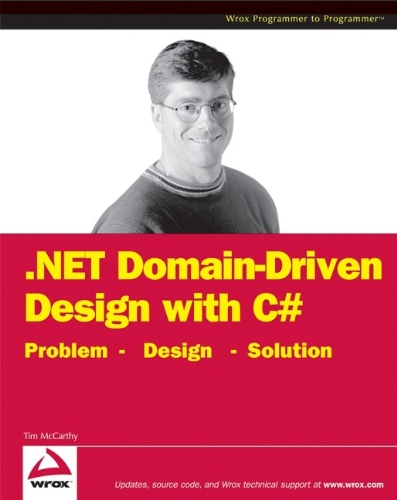 Wrox Programmer to Programmer™
.NET Domain-Driven
Design with C#
Problem - Design - Solution
Tim McCarthy
wrox™
Updates, source code, and Wrox technical support at www.wrox.com